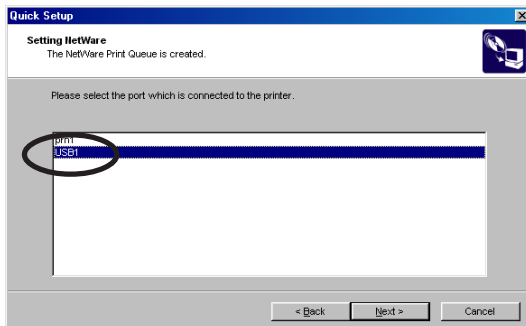 Quick Setup
Setting NetWare
The NetWare Print Queue is created.
Please select the port which is connected to the printer.
prn1
USB1
< Back
Next >
Cancel